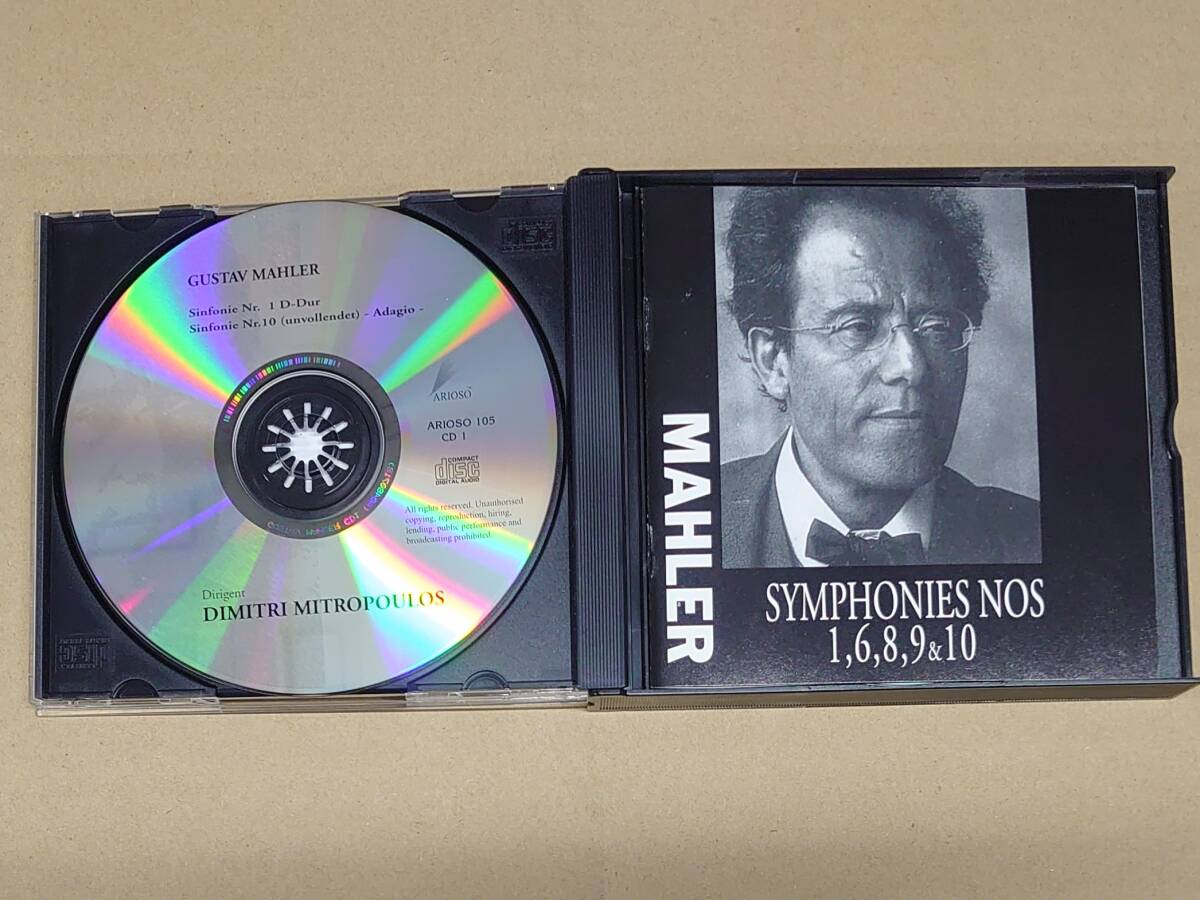 GUSTAV MAHLER
Sinfonie Nr. 1 D-Dur
Sinfonie Nr.10 (unvollendet) - Adagio -
ARIOSO™
ARIOSO 105
CD 1
COMPACT
disc
DIGITAL AUDIO
All rights reserved. Unauthorised
copying, reproduction, hiring,
lending, public performance and
broadcasting prohibited.
Dirigent
DIMITRI MITROPOULOS
MAHLER
SYMPHONIES NOS
1,6,8,9&10